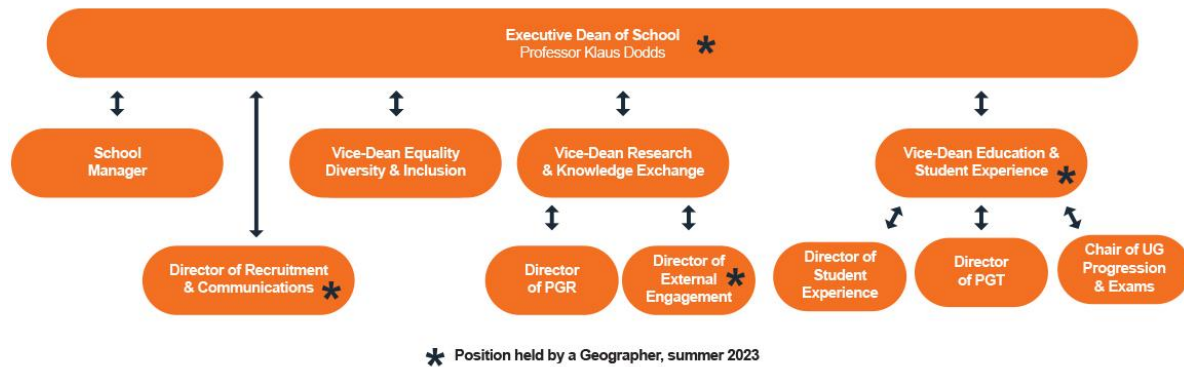 Executive Dean of School
Professor Klaus Dodds
*
School
Manager
Vice-Dean Equality
Diversity & Inclusion
Vice-Dean Research
& Knowledge Exchange
Vice-Dean Education &
Student Experience
*
Director of Recruitment
& Communications
*
Director
of PGR
Director of
External
Engagement
*
Director of
Student
Experience
Director
of PGT
Chair of UG
Progression
& Exams
* Position held by a Geographer, summer 2023